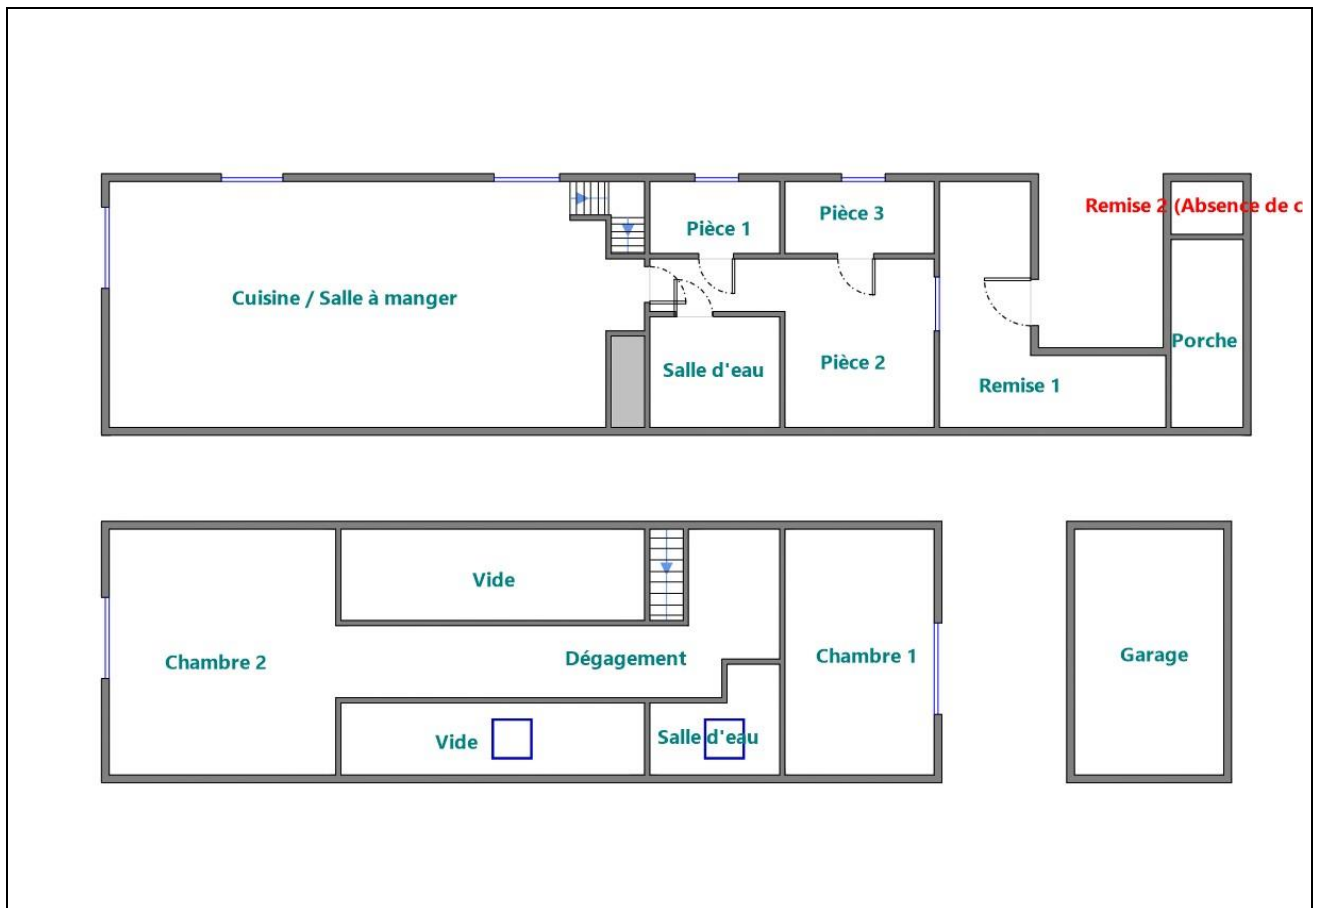 Remise 2 (Absence de c
Pièce 1
Pièce 3
Cuisine / Salle à manger
Porche
Salle d'eau
Pièce 2
Remise 1
Vide
Chambre 2
Dégagement
Chambre 1
Garage
Vide
Salle d'eau